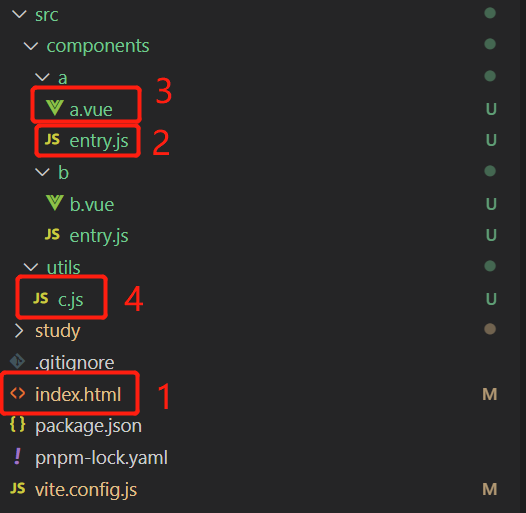 src
components
a
a.vue U 3
JS entry.js U 2
b
b.vue U
JS entry.js U
utils
JS c.js U 4
study
.gitignore
index.html M 1
{} package.json
! pnpm-lock.yaml
JS vite.config.js M